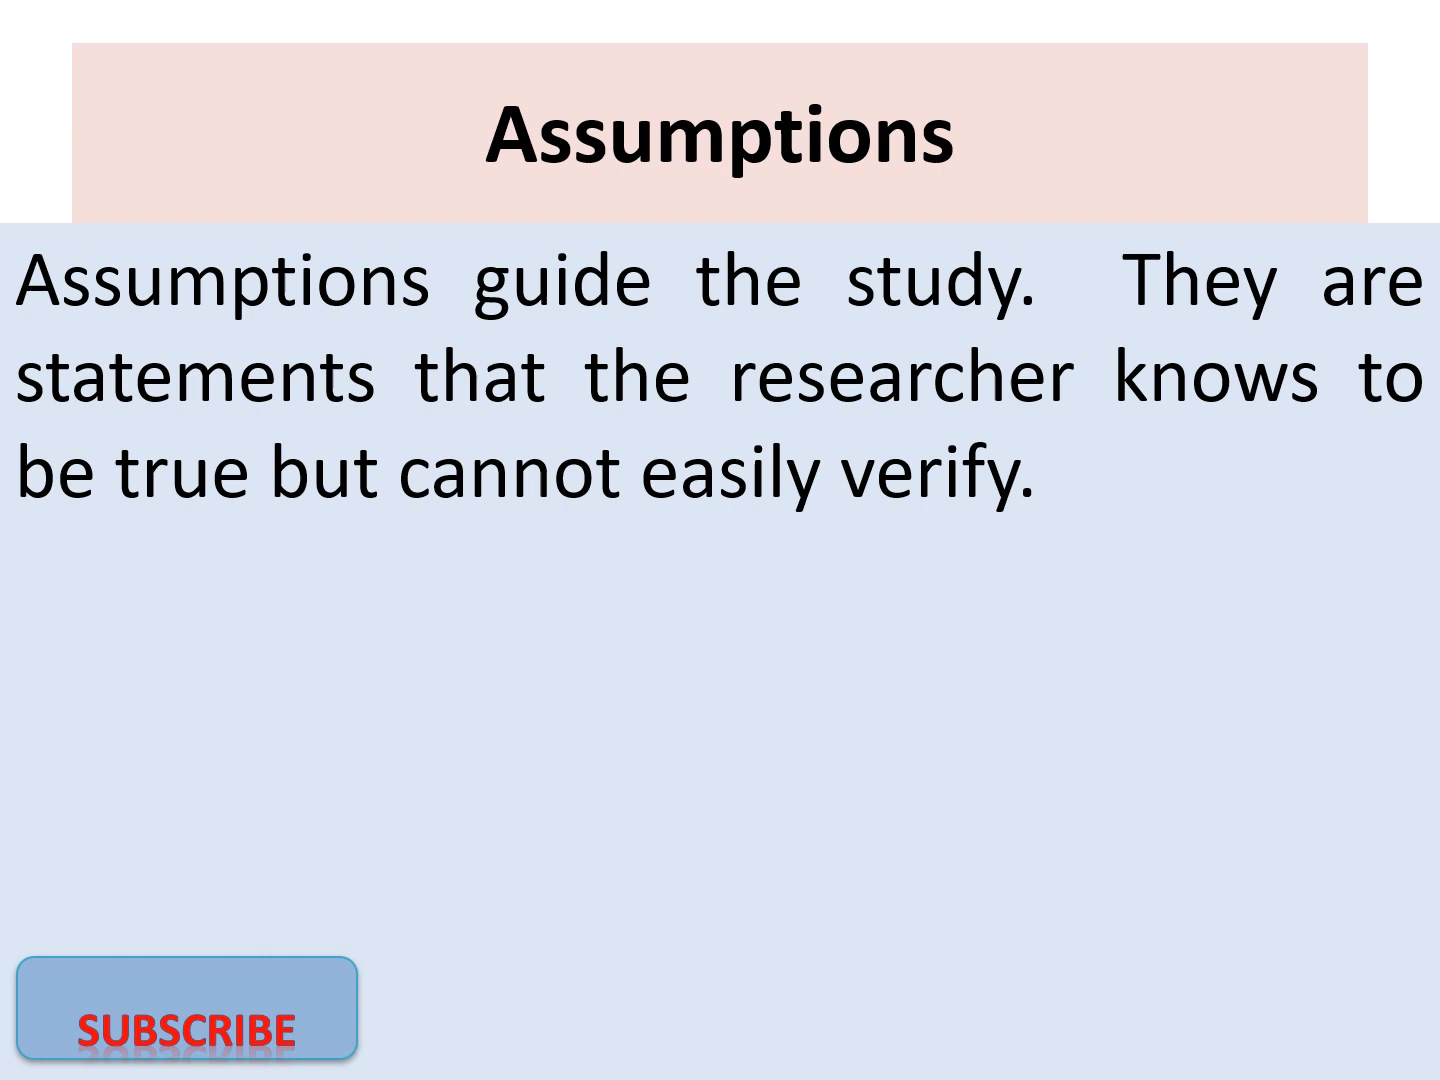 Assumptions
Assumptions guide the study. They are
statements that the researcher knows to
be true but cannot easily verify.
SUBSCRIBE